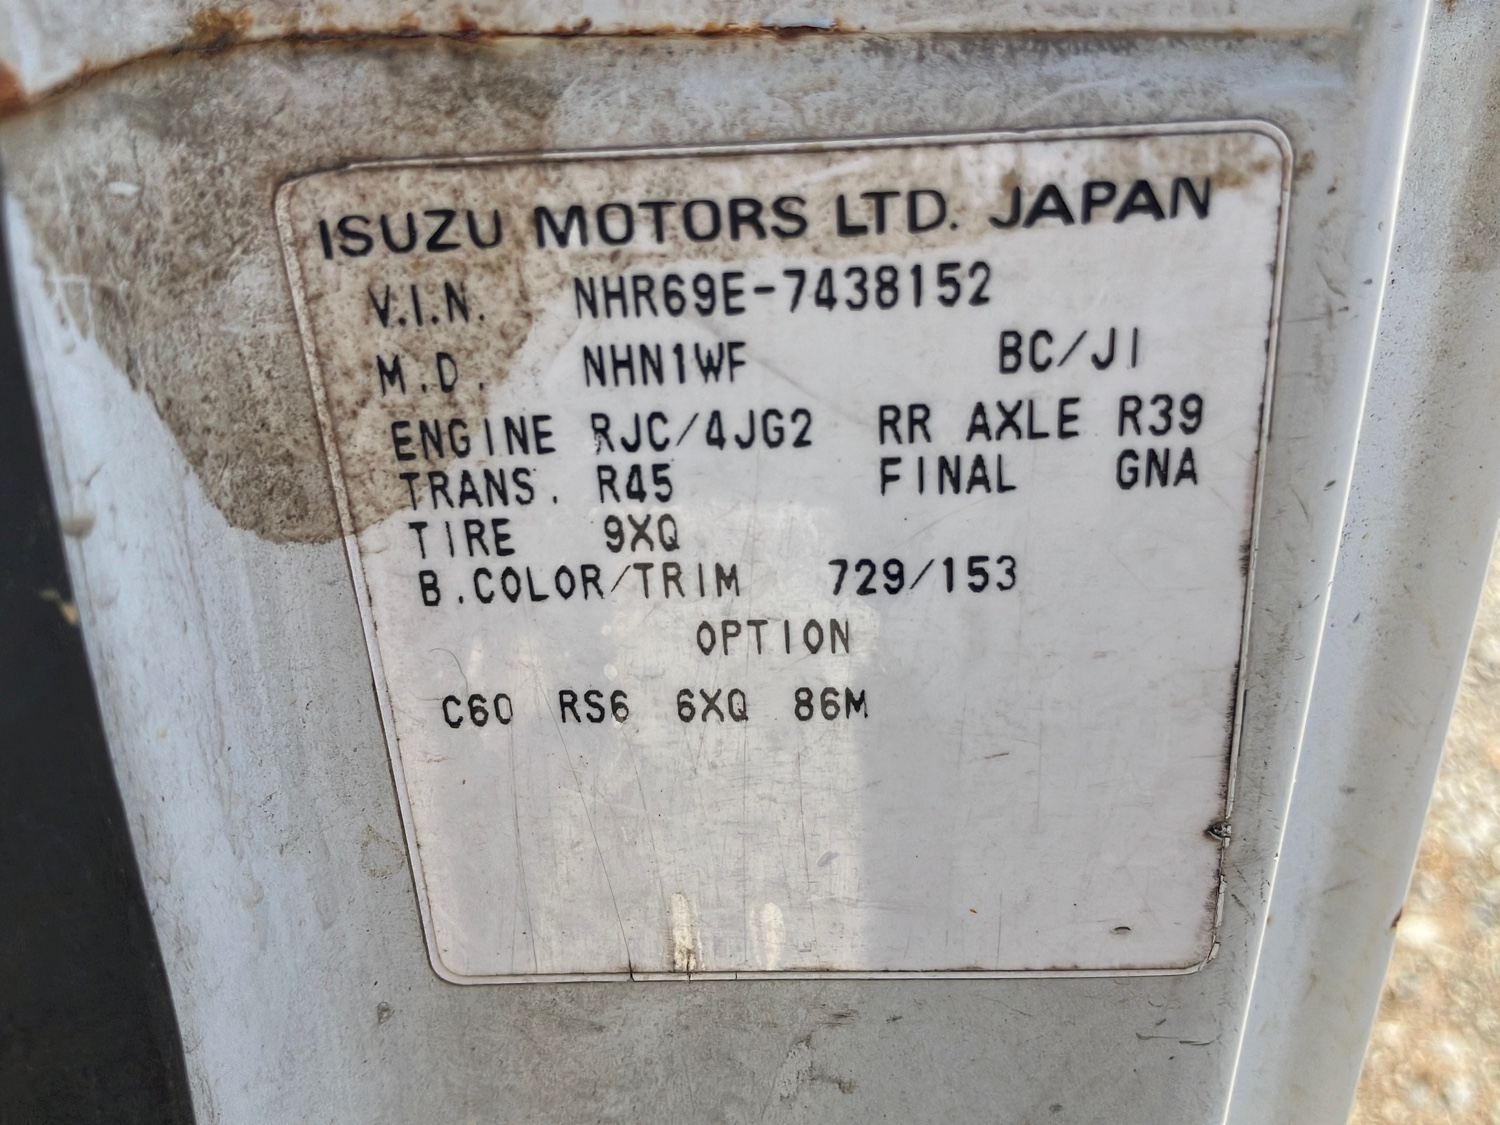 ISUZU MOTORS LTD. JAPAN
V.I.N. NHR69E-7438152
M.D. NHN1WF BC/JI
ENGINE RJC/4JG2 RR AXLE R39
TRANS. R45 FINAL GNA
TIRE 9XQ
B.COLOR/TRIM 729/153
OPTION
C60 RS6 6XQ 86M